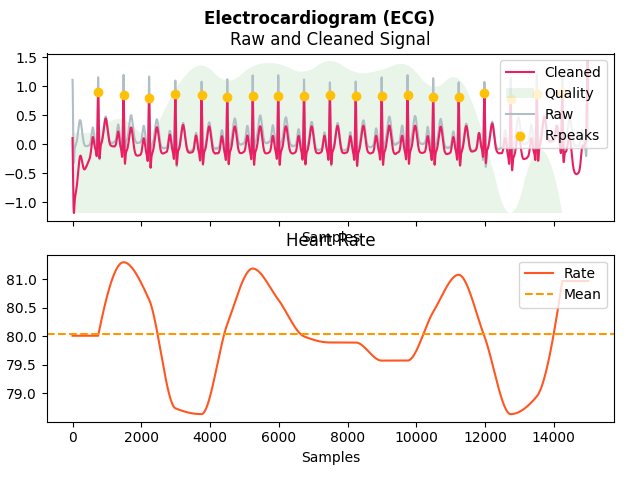 Electrocardiogram (ECG)
Raw and Cleaned Signal
1.5
1.0
0.5
0.0
−0.5
−1.0
Cleaned
Quality
Raw
R-peaks
Samples
Heart Rate
81.0
80.5
80.0
79.5
79.0
Rate
Mean
0 2000 4000 6000 8000 10000 12000 14000
Samples